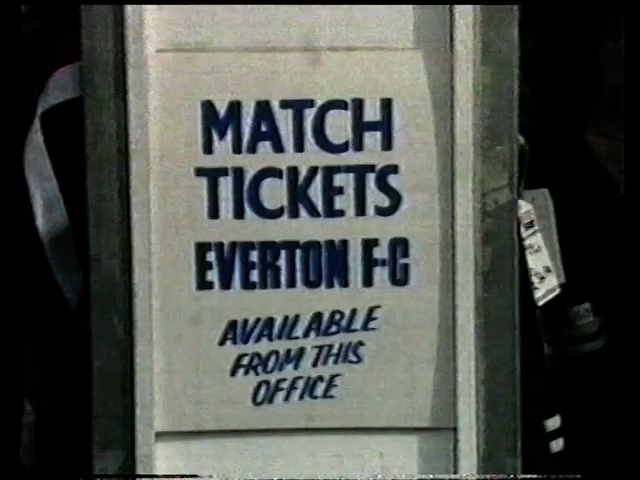 MATCH
TICKETS
EVERTON F·C
AVAILABLE
FROM THIS
OFFICE